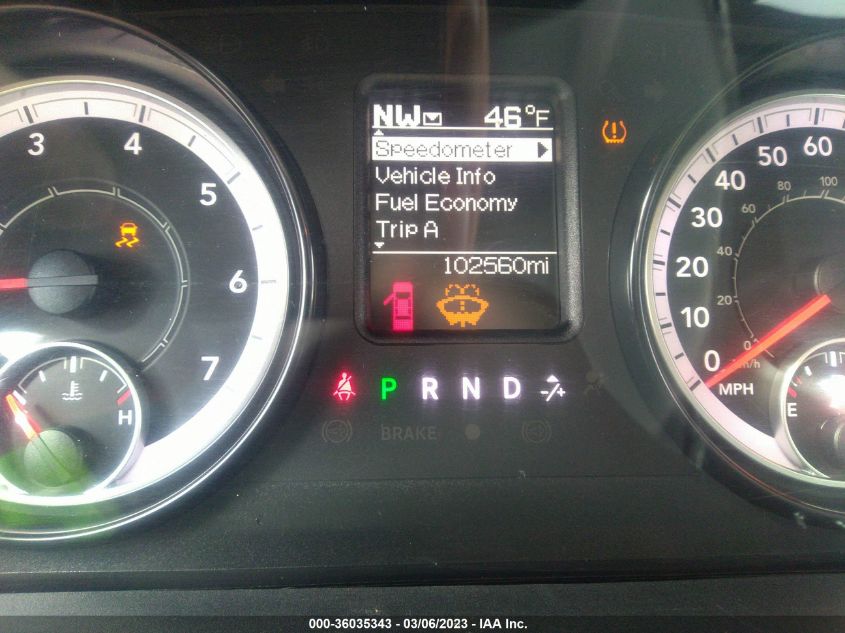 NW 46°F
Speedometer
Vehicle Info
Fuel Economy
Trip A
102560mi
3 4 5 6 7
H
P R N D -/+
BRAKE
0 10 20 30 40 50 60
0 20 40 60 80 100
km/h
MPH
E
000-36035343 - 03/06/2023 - IAA Inc.